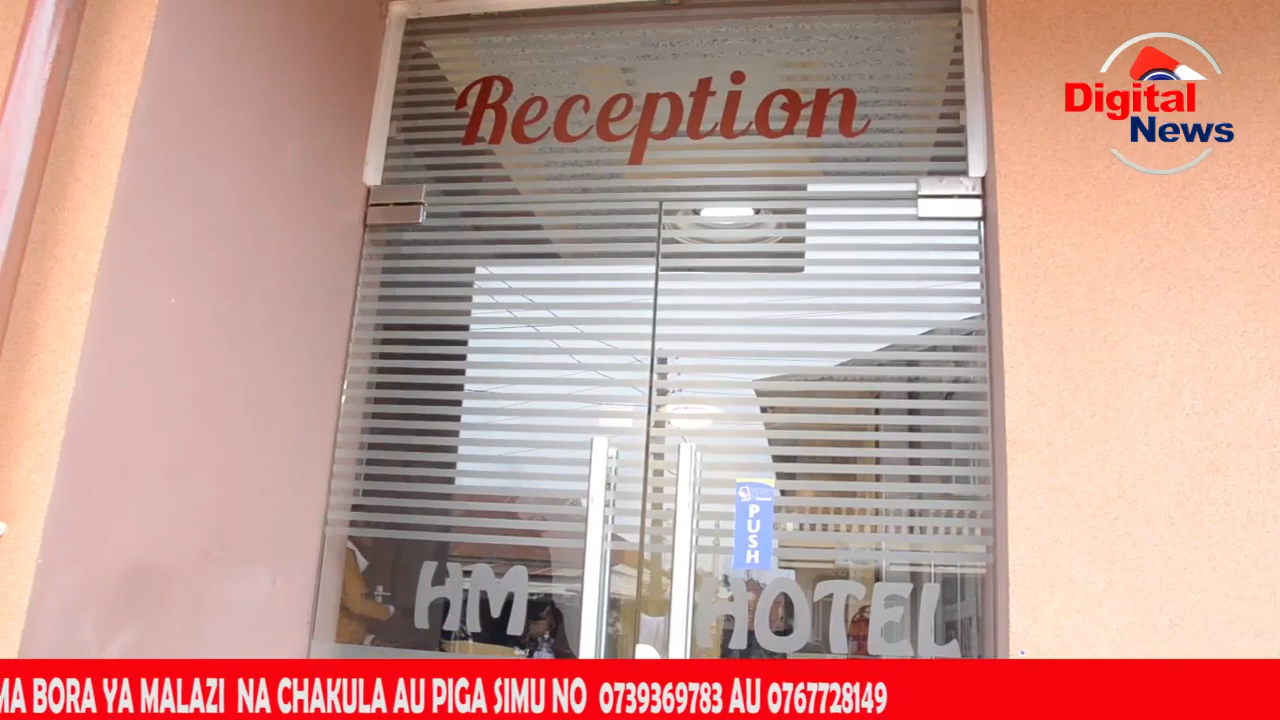 Reception
Digital
News
PUSH
HM HOTEL
MA BORA YA MALAZI NA CHAKULA AU PIGA SIMU NO 0739369783 AU 0767728149